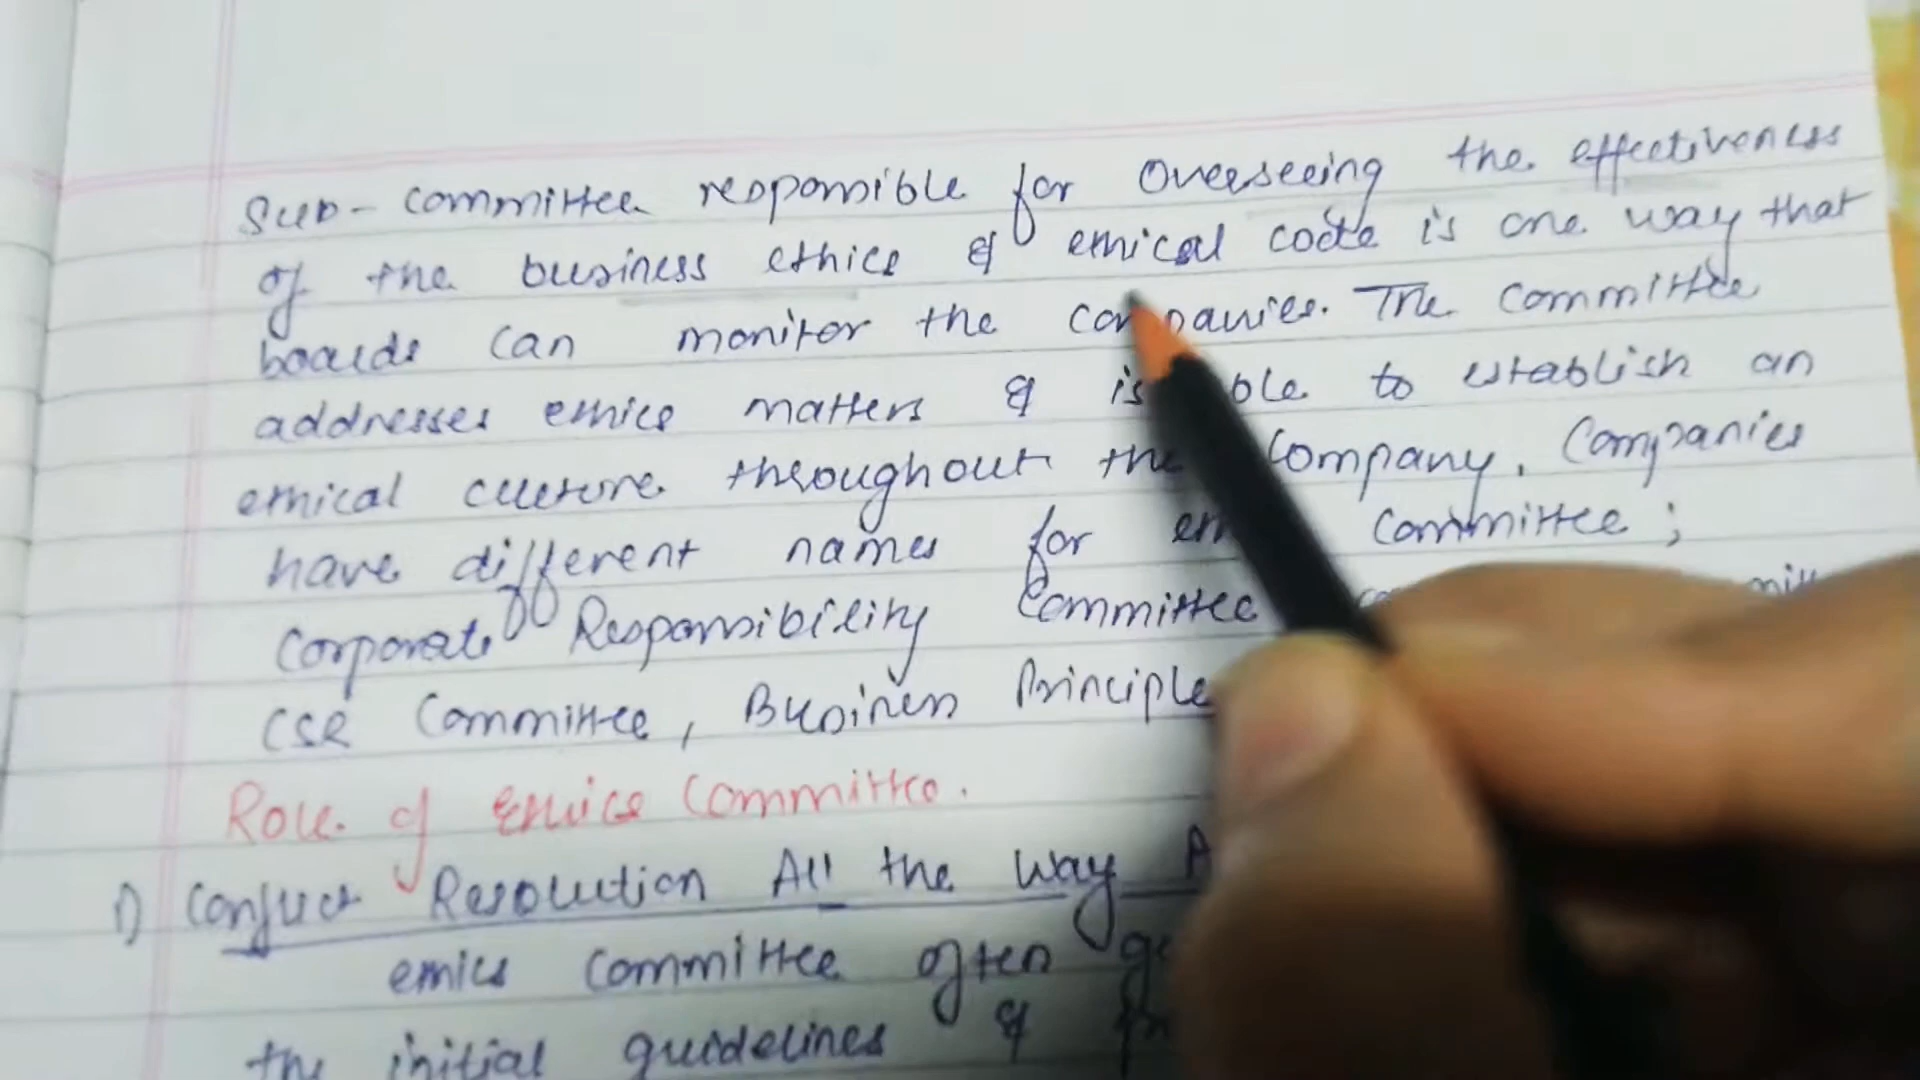 Sub-committee responsible for Overseeing the effectiveness
of the business ethics & ethical code is one way that
boards can monitor the companies. The committee
addresses ethics matters & is able to establish an
ethical culture throughout the company. Companies
have different names for committee;
Corporate Responsibility Committee
CSR Committee, Business Principle
Role of Ethics Committee.
1) Conflict Resolution All the Way
ethics committee often
the initial guidelines &